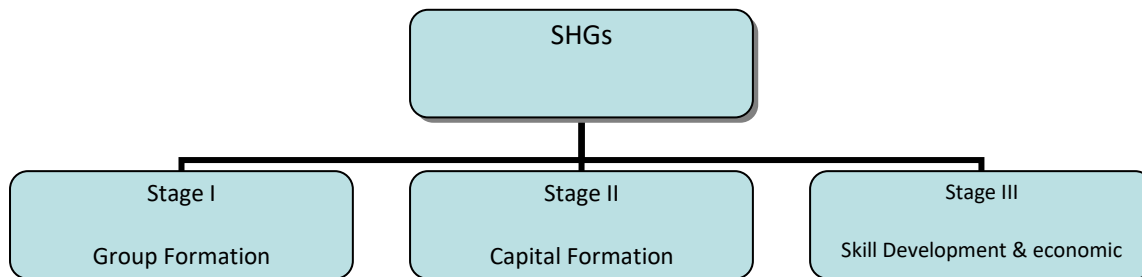 SHGs
Stage I
Group Formation
Stage II
Capital Formation
Stage III
Skill Development & economic